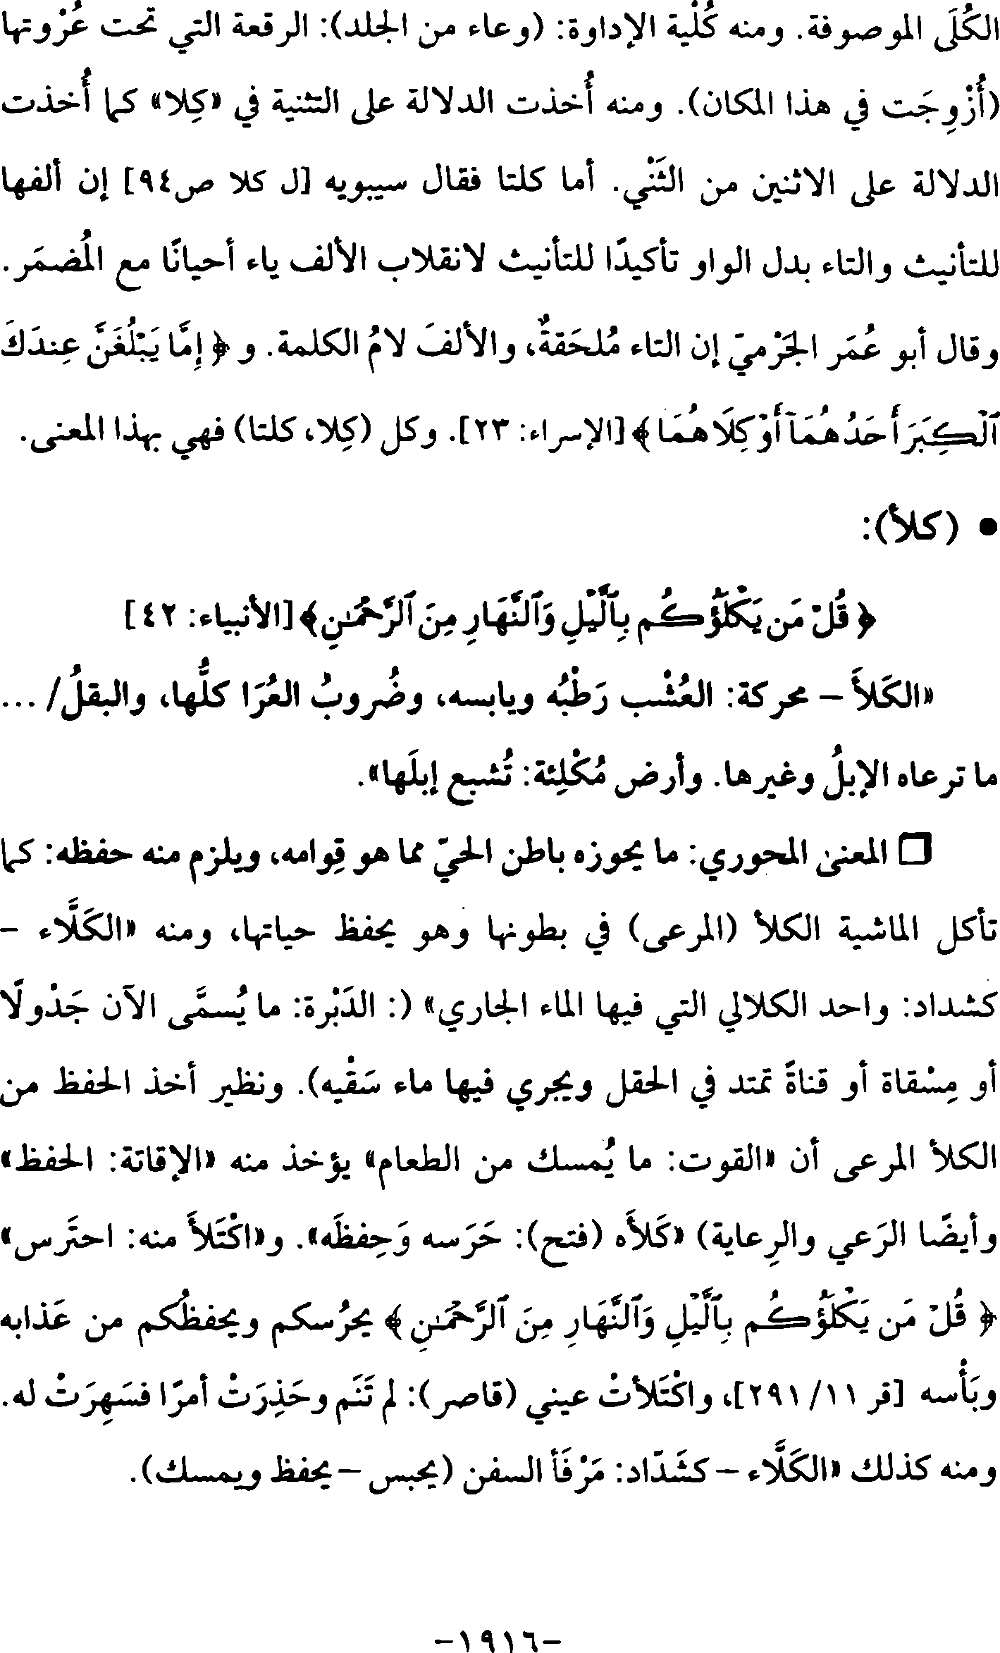 الكُلَى الموصوفة. ومنه كُلْية الإداوة: (وعاء من الجلد): الرقعة التي تحت عُرْوتها
(أُزْوِجَت في هذا المكان). ومنه أُخذت الدلالة على التثنية في «كِلا» كما أُخذت
الدلالة على الاثنين من الثَنْي. أما كلتا فقال سيبويه [ل كلا ص٩٤] إن ألفها
للتأنيث والتاء بدل الواو تأكيدًا للتأنيث لانقلاب الألف ياء أحيانًا مع المُضمَر.
وقال أبو عُمَر الجَرْميّ إن التاء مُلحَقةٌ، والألفَ لامُ الكلمة. و ﴿ إِمَّا يَبْلُغَنَّ عِندَكَ
ٱلْكِبَرَ أَحَدُهُمَآ أَوْ كِلَاهُمَا ﴾ [الإسراء: ٢٣]. وكل (كِلا، كلتا) فهي بهذا المعنى.
• (كلأ):
﴿ قُلْ مَن يَكْلَؤُكُم بِٱلَّيْلِ وَٱلنَّهَارِ مِنَ ٱلرَّحْمَٰنِ﴾ [الأنبياء: ٤٢]
«الكَلأَ – محركة: العُشْب رَطْبُه ويابسه، وضُروبُ العُرَا كلُّها، والبقلُ/ ...
ما ترعاه الإبلُ وغيرها. وأرض مُكْلِئة: تُشبع إبلَها».
□ المعنى المحوري: ما يحوزه باطن الحيّ مما هو قِوامه، ويلزم منه حفظه: كما
تأكل الماشية الكلأ (المرعى) في بطونها وهو يحفظ حياتها، ومنه «الكَلَّاء –
كشداد: واحد الكلالي التي فيها الماء الجاري» (: الدَبْرة: ما يُسمَّى الآن جَدْولًا
أو مِسْقاة أو قناةً تمتد في الحقل ويجري فيها ماء سَقْيه). ونظير أخذ الحفظ من
الكلأ المرعى أن «القوت: ما يُمسك من الطعام» يؤخذ منه «الإقاتة: الحفظ»
وأيضًا الرَعي والرِعاية) «كَلأَه (فتح): حَرَسه وَحِفظَه». و«اكْتَلأَ منه: احتَرس»
﴿ قُلْ مَن يَكْلَؤُكُم بِٱلَّيْلِ وَٱلنَّهَارِ مِنَ ٱلرَّحْمَٰنِ ﴾ يحرُسكم ويحفظُكم من عَذابه
وبَأْسه [قر ١١/ ٢٩١]، واكْتَلأتْ عيني (قاصر): لم تَنَم وحَذِرَتْ أمرًا فسَهِرَتْ له.
ومنه كذلك «الكَلَّاء – كشَدّاد: مَرْفَأ السفن (يحبس – يحفظ ويمسك).
-١٩١٦-